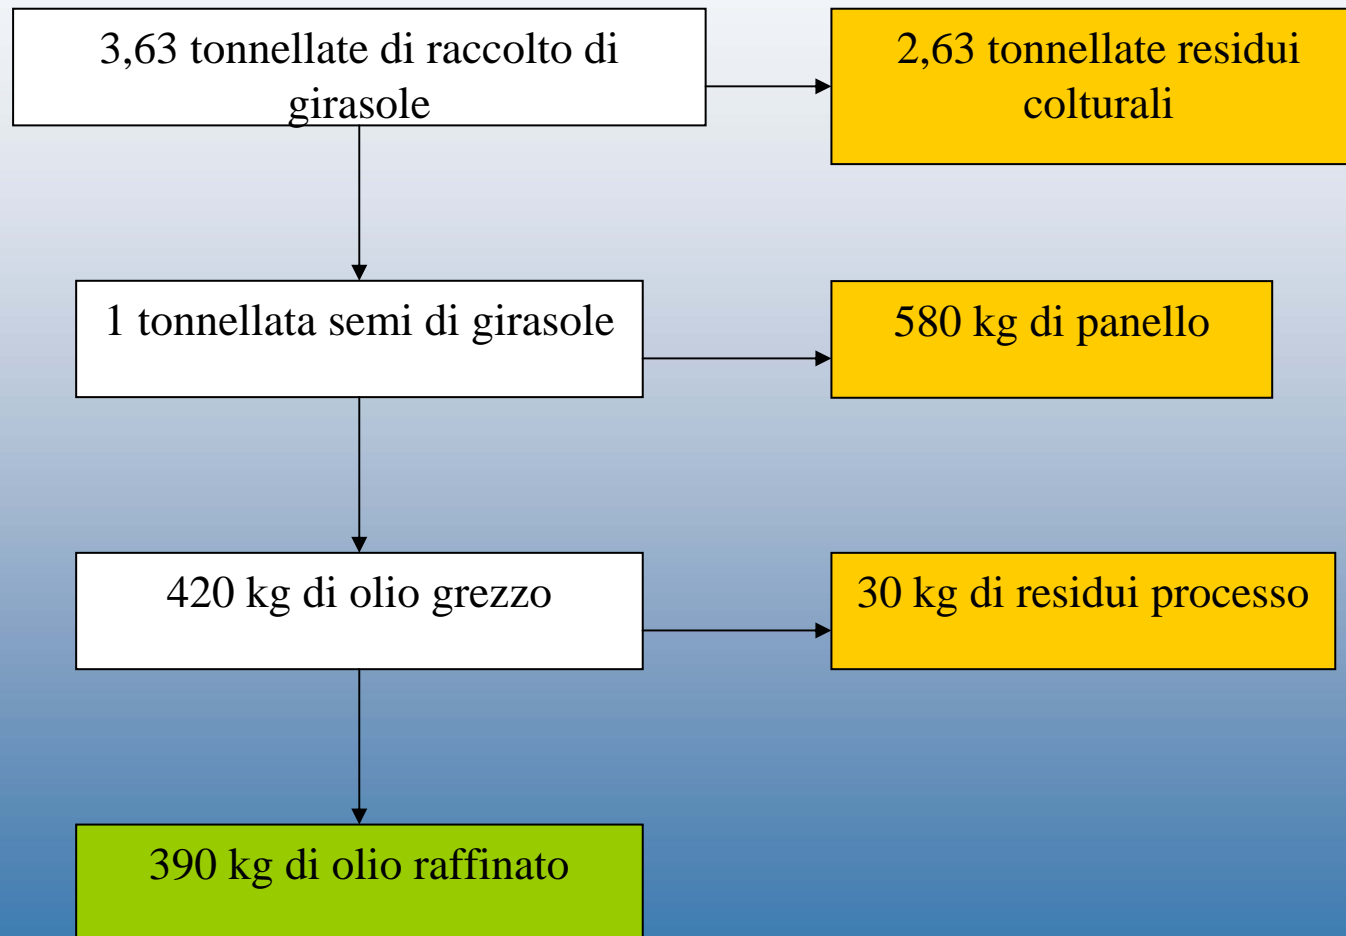 3,63 tonnellate di raccolto di
girasole
2,63 tonnellate residui
colturali
1 tonnellata semi di girasole
580 kg di panello
420 kg di olio grezzo
30 kg di residui processo
390 kg di olio raffinato